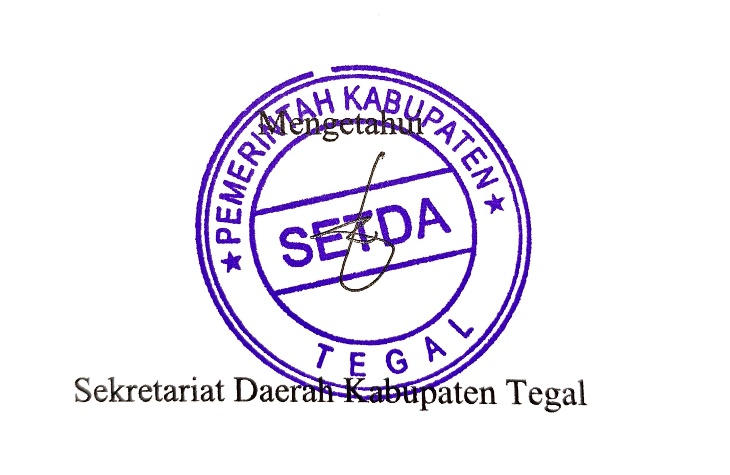 PEMERINTAH KABUPATEN
Mengetahui
SETDA
TEGAL
Sekretariat Daerah Kabupaten Tegal